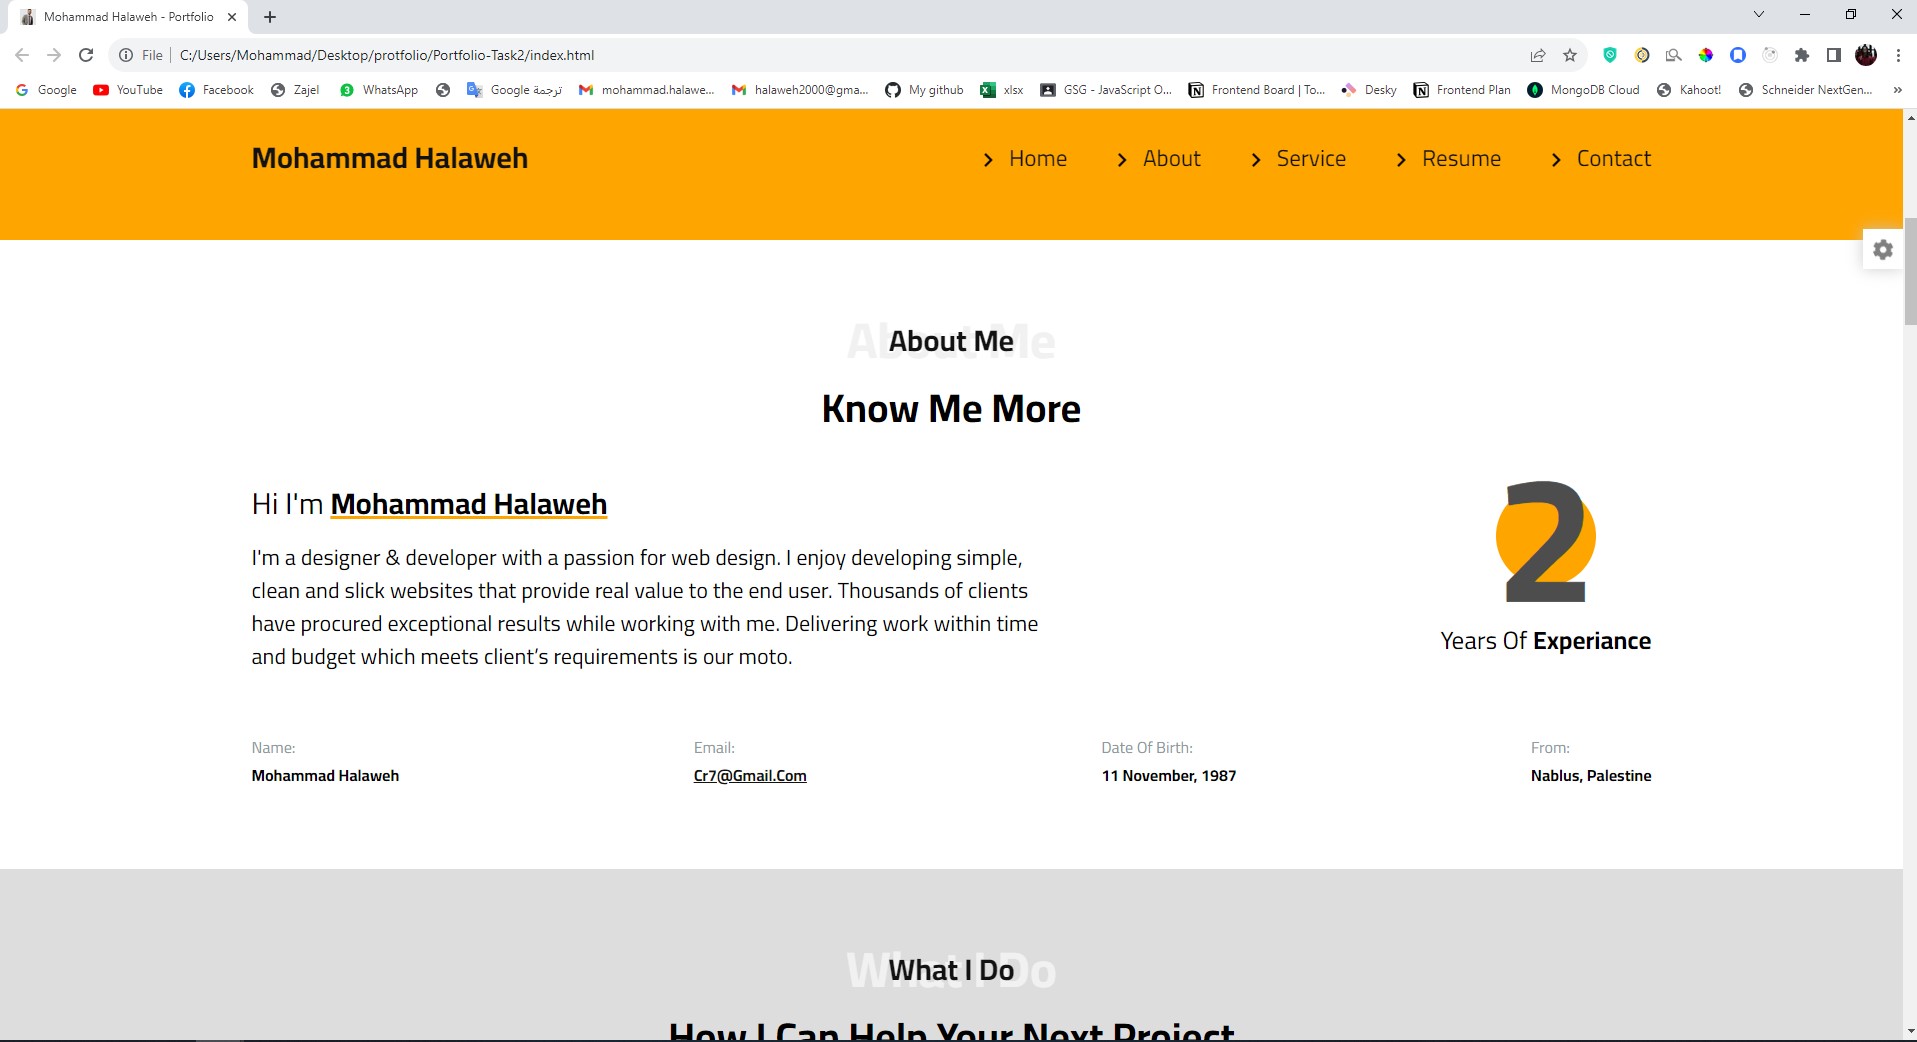 Mohammad Halaweh - Portfolio
File C:/Users/Mohammad/Desktop/protfolio/Portfolio-Task2/index.html
Google YouTube Facebook Zajel WhatsApp ترجمة Google mohammad.halawe... halaweh2000@gma... My github xlsx GSG - JavaScript O... Frontend Board | To... Desky Frontend Plan MongoDB Cloud Kahoot! Schneider NextGen... »
Mohammad Halaweh Home About Service Resume Contact
About Me
About Me
Know Me More
Hi I'm Mohammad Halaweh
I'm a designer & developer with a passion for web design. I enjoy developing simple,
clean and slick websites that provide real value to the end user. Thousands of clients
have procured exceptional results while working with me. Delivering work within time
and budget which meets client’s requirements is our moto.
2
Years Of Experiance
Name: Email: Date Of Birth: From:
Mohammad Halaweh Cr7@Gmail.Com 11 November, 1987 Nablus, Palestine
What I Do
What I Do
How I Can Help Your Next Project